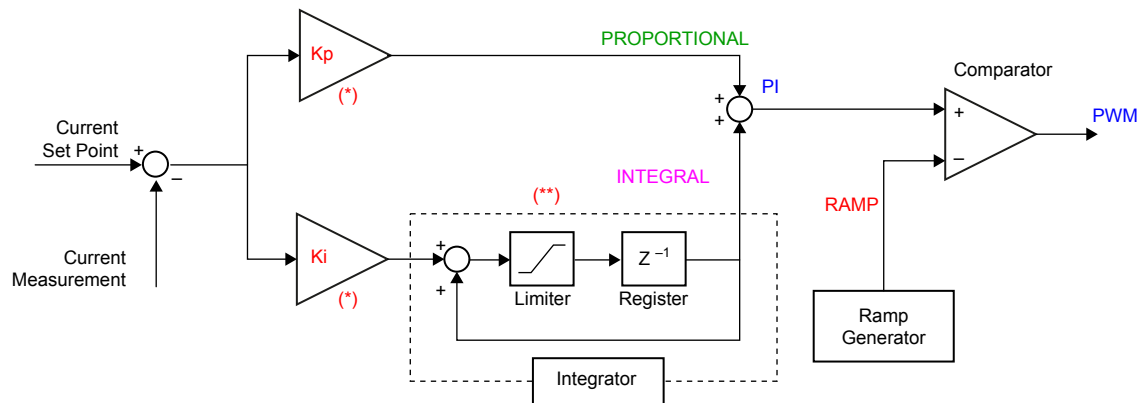 PROPORTIONAL
Kp
(*)
+
+
PI
Comparator
+
−
PWM
Current
Set Point
+
−
Current
Measurement
INTEGRAL
(**)
RAMP
Ki
(*)
+
+
Limiter
Z −1
Register
Integrator
Ramp
Generator